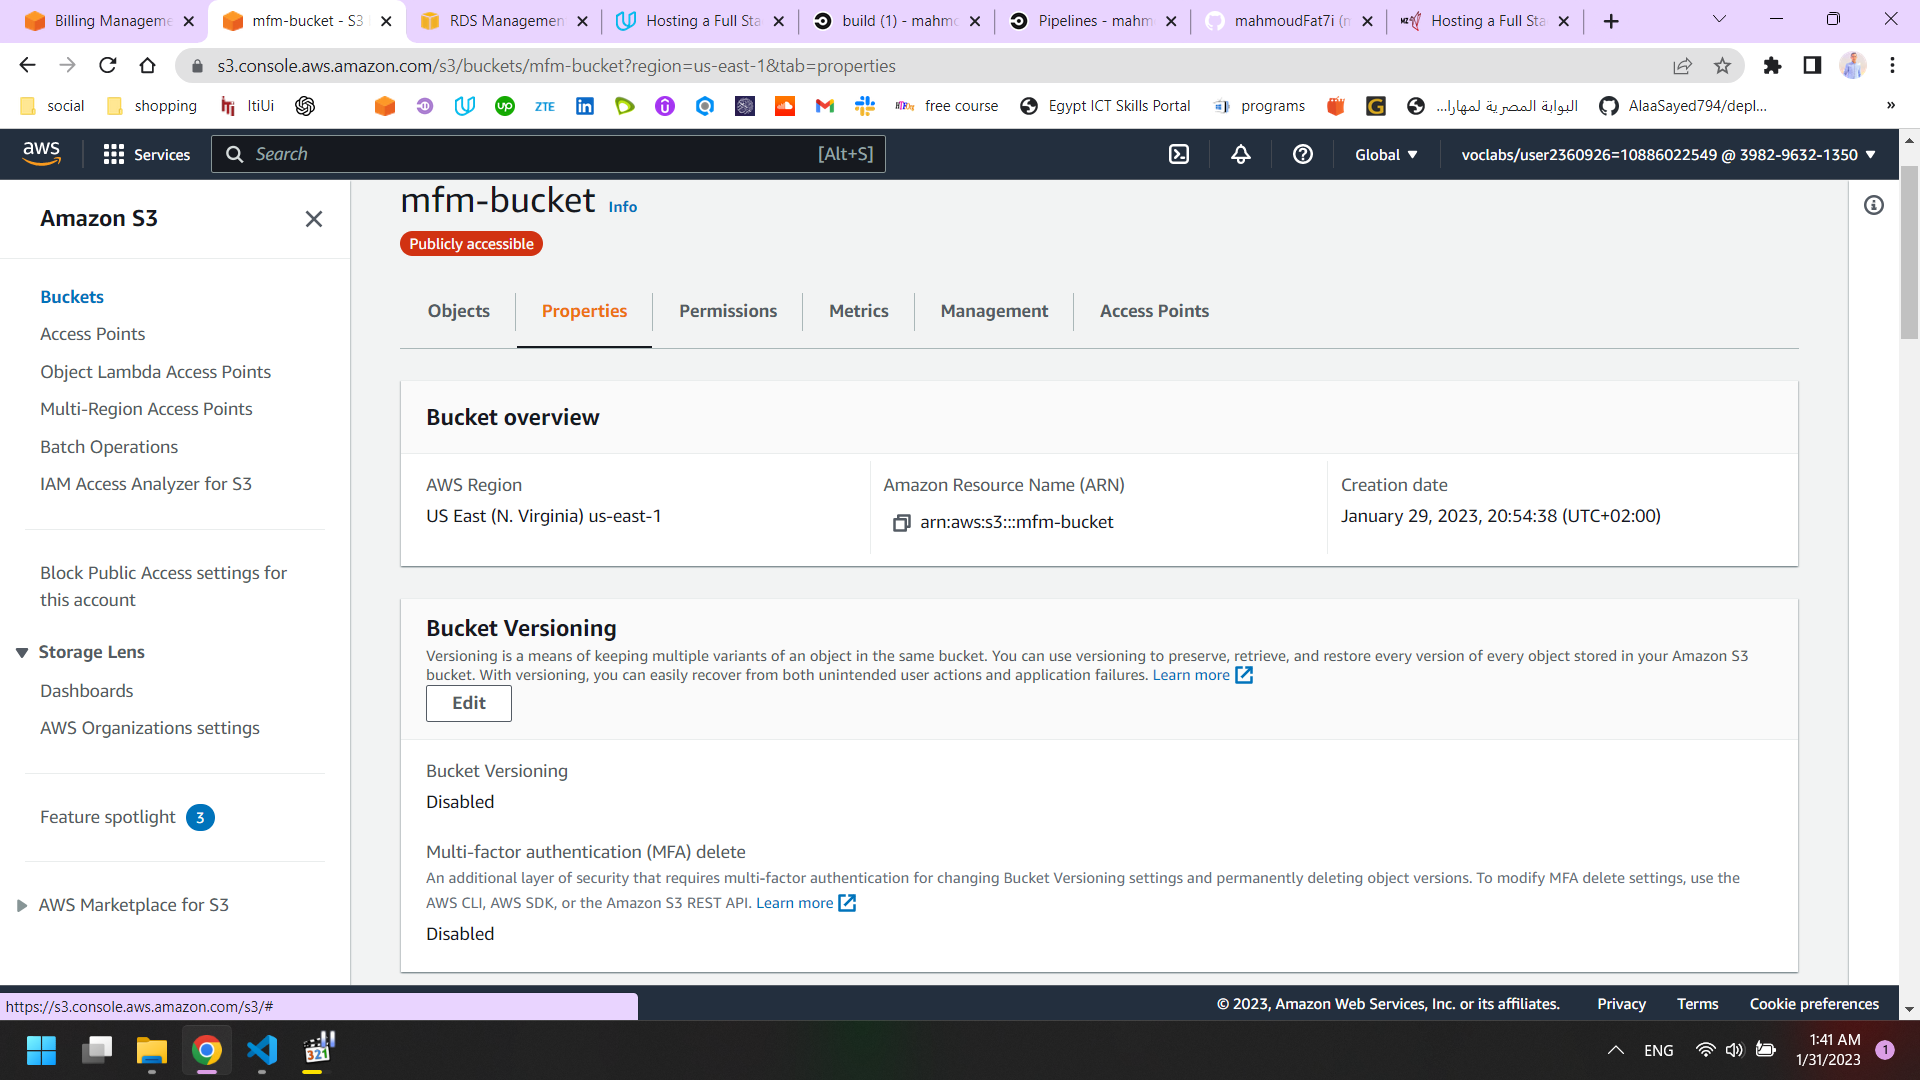 Billing Manageme
mfm-bucket - S3
RDS Managemen
Hosting a Full Sta
build (1) - mahmo
Pipelines - mahm
mahmoudFat7i (m
Hosting a Full Sta
s3.console.aws.amazon.com/s3/buckets/mfm-bucket?region=us-east-1&tab=properties
social
shopping
ItiUi
free course
Egypt ICT Skills Portal
programs
البوابة المصرية لمهارا...
AlaaSayed794/depl...
»
aws
Services
Search
[Alt+S]
Global
voclabs/user2360926=10886022549 @ 3982-9632-1350
Amazon S3
Buckets
Access Points
Object Lambda Access Points
Multi-Region Access Points
Batch Operations
IAM Access Analyzer for S3
Block Public Access settings for
this account
Storage Lens
Dashboards
AWS Organizations settings
Feature spotlight 3
AWS Marketplace for S3
mfm-bucket Info
Publicly accessible
Objects
Properties
Permissions
Metrics
Management
Access Points
Bucket overview
AWS Region
US East (N. Virginia) us-east-1
Amazon Resource Name (ARN)
arn:aws:s3:::mfm-bucket
Creation date
January 29, 2023, 20:54:38 (UTC+02:00)
Bucket Versioning
Versioning is a means of keeping multiple variants of an object in the same bucket. You can use versioning to preserve, retrieve, and restore every version of every object stored in your Amazon S3
bucket. With versioning, you can easily recover from both unintended user actions and application failures. Learn more
Edit
Bucket Versioning
Disabled
Multi-factor authentication (MFA) delete
An additional layer of security that requires multi-factor authentication for changing Bucket Versioning settings and permanently deleting object versions. To modify MFA delete settings, use the
AWS CLI, AWS SDK, or the Amazon S3 REST API. Learn more
Disabled
https://s3.console.aws.amazon.com/s3/#
© 2023, Amazon Web Services, Inc. or its affiliates.
Privacy
Terms
Cookie preferences
321
ENG
1:41 AM
1/31/2023
1